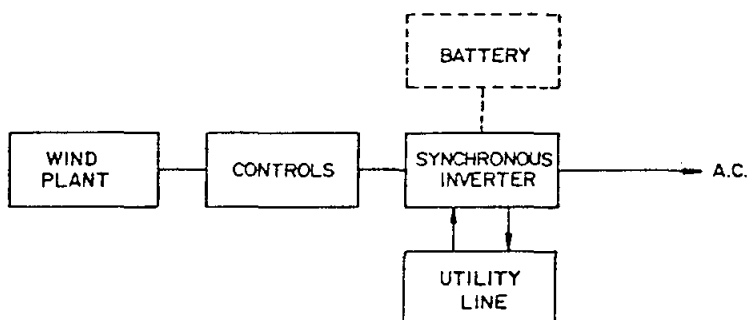 BATTERY
WIND
PLANT
CONTROLS
SYNCHRONOUS
INVERTER
A.C.
UTILITY
LINE